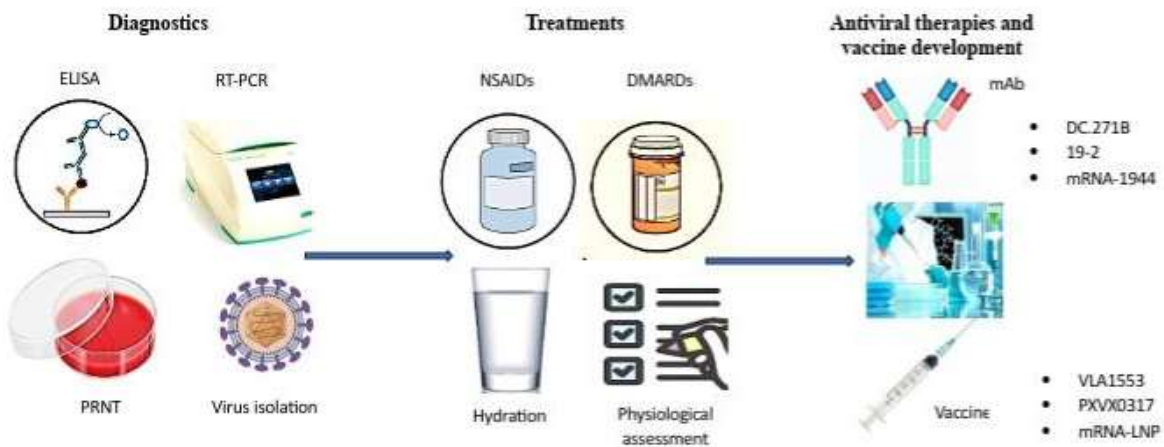 Diagnostics
ELISA
RT-PCR
PRNT
Virus isolation
Treatments
NSAIDs
DMARDs
Hydration
Physiological
assessment
Antiviral therapies and
vaccine development
mAb
• DC.271B
• 19-2
• mRNA-1944
Vaccine
• VLA1553
• PXVX0317
• mRNA-LNP